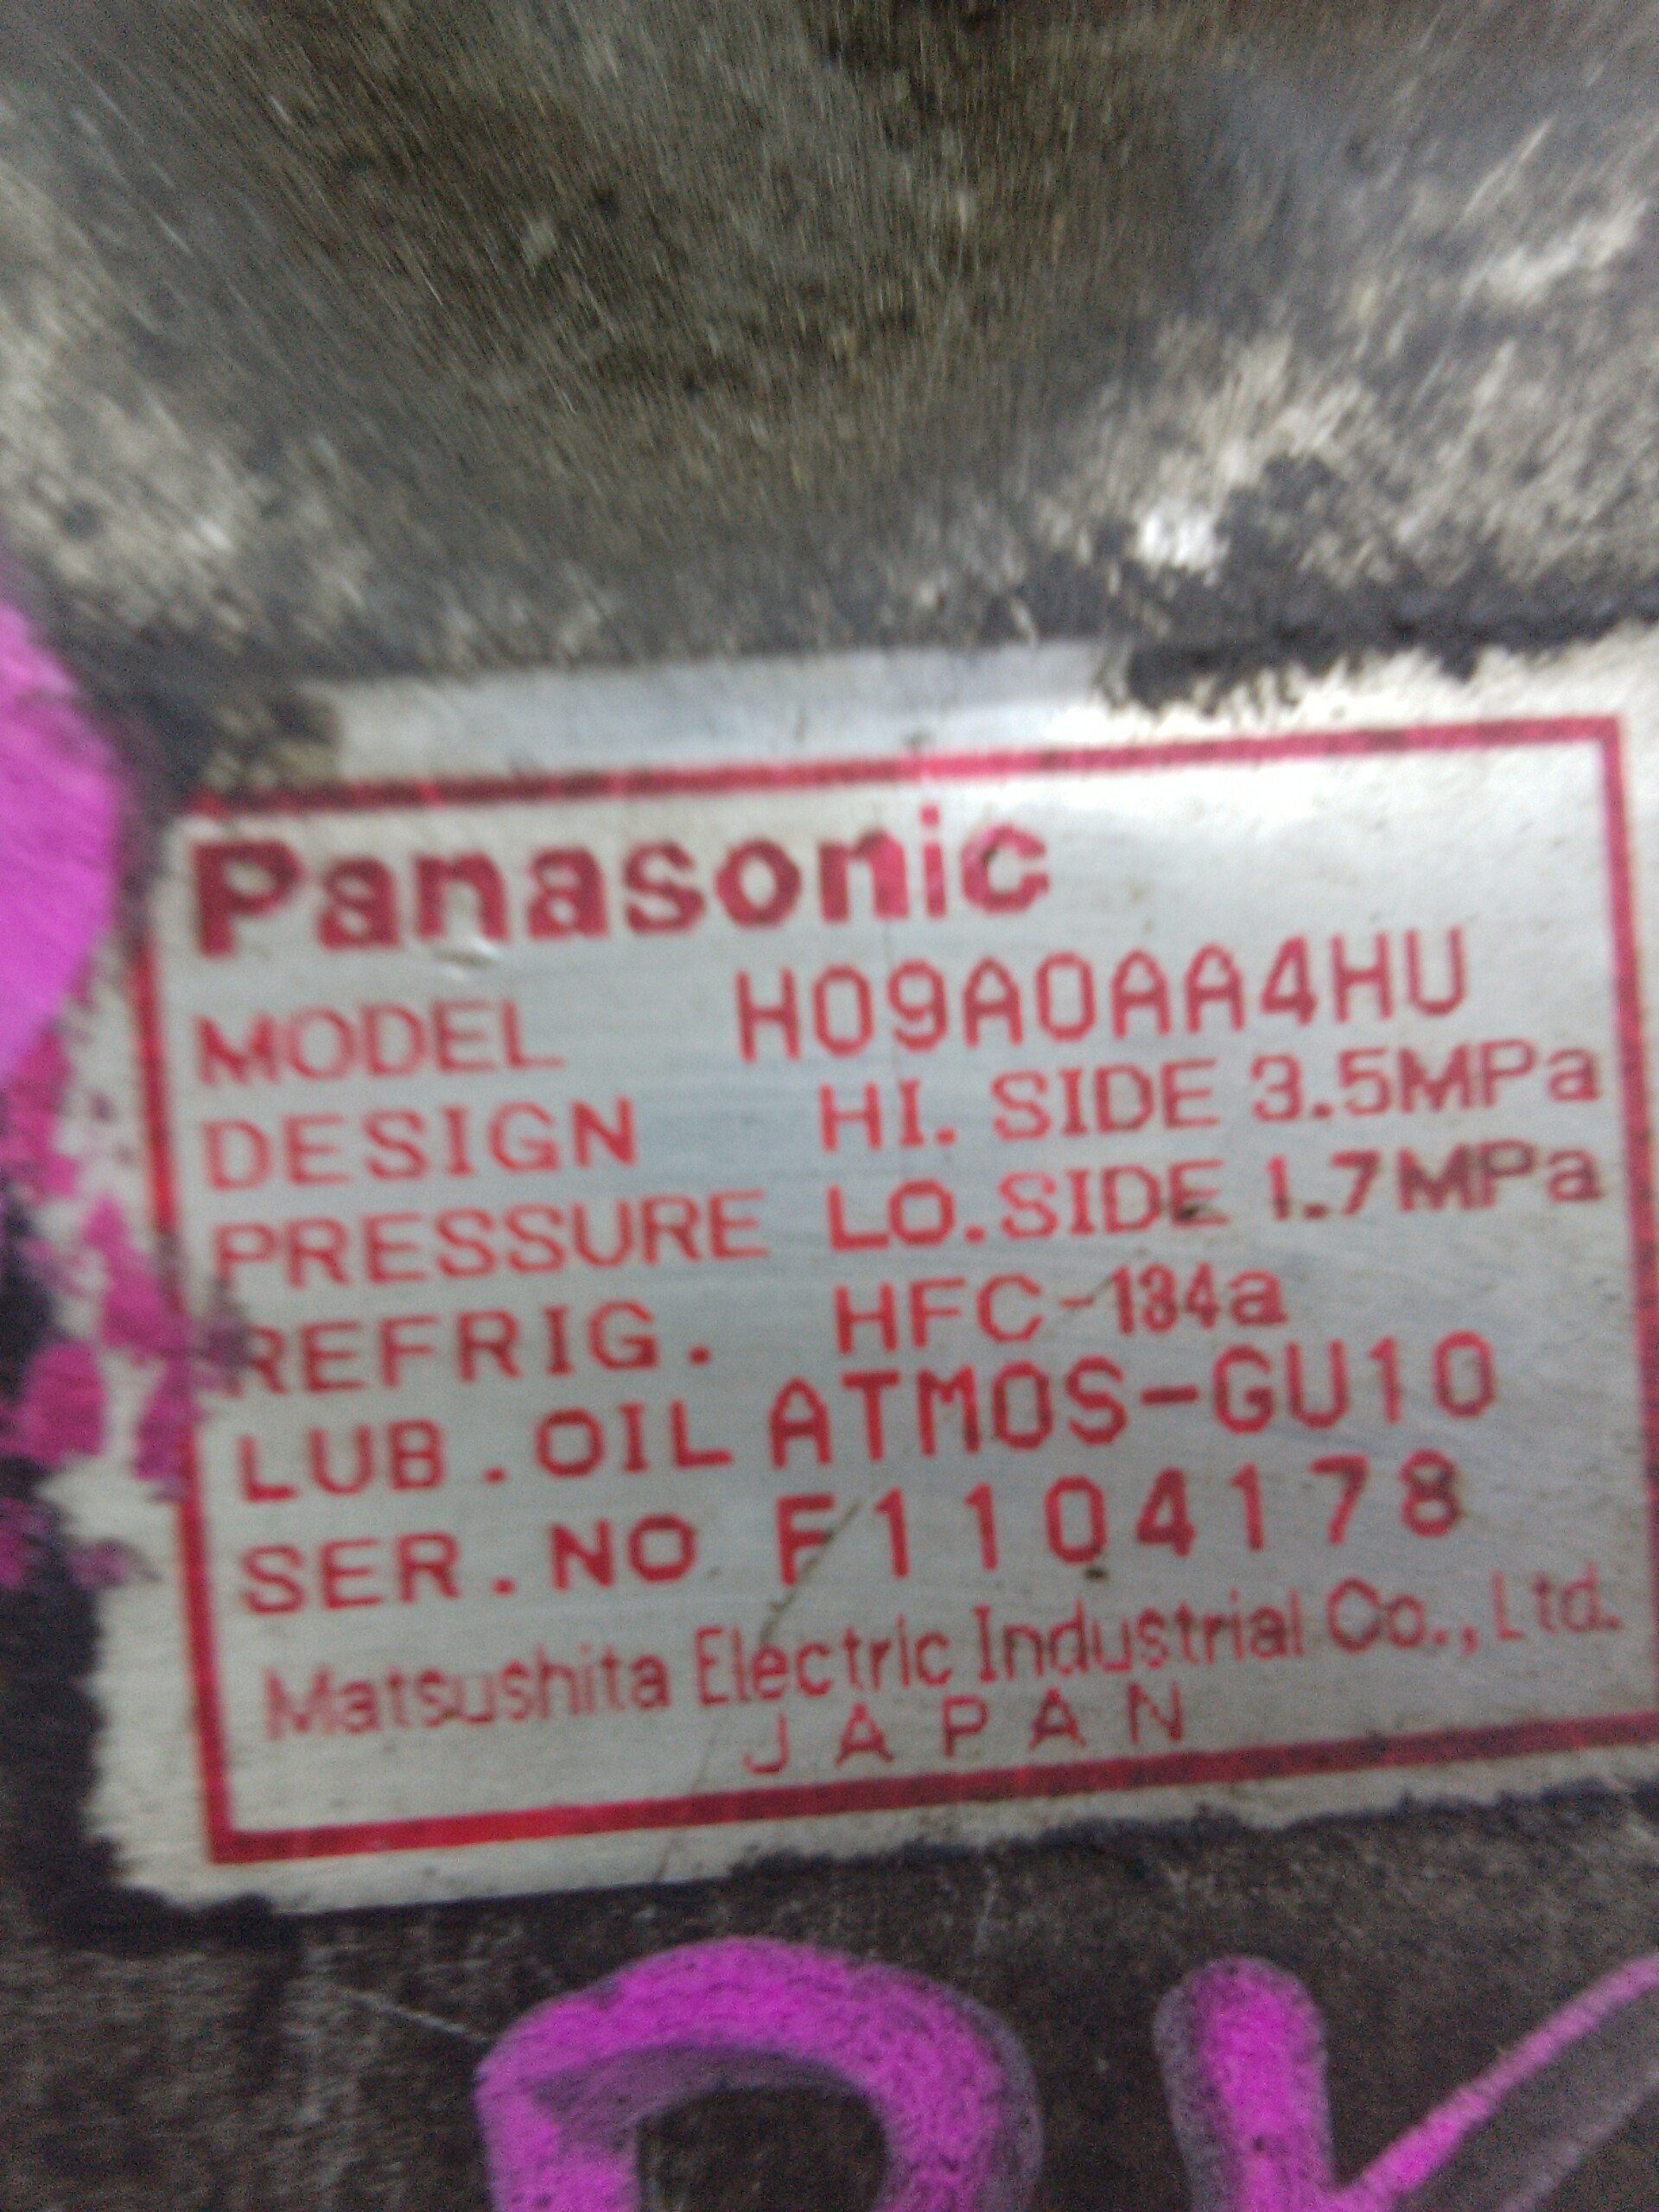 Panasonic
MODEL H09A0AA4HU
DESIGN HI. SIDE 3.5MPa
PRESSURE LO.SIDE 1.7MPa
REFRIG. HFC-134a
LUB.OIL ATMOS-GU10
SER.NO F1104178
Matsushita Electric Industrial Co., Ltd.
JAPAN